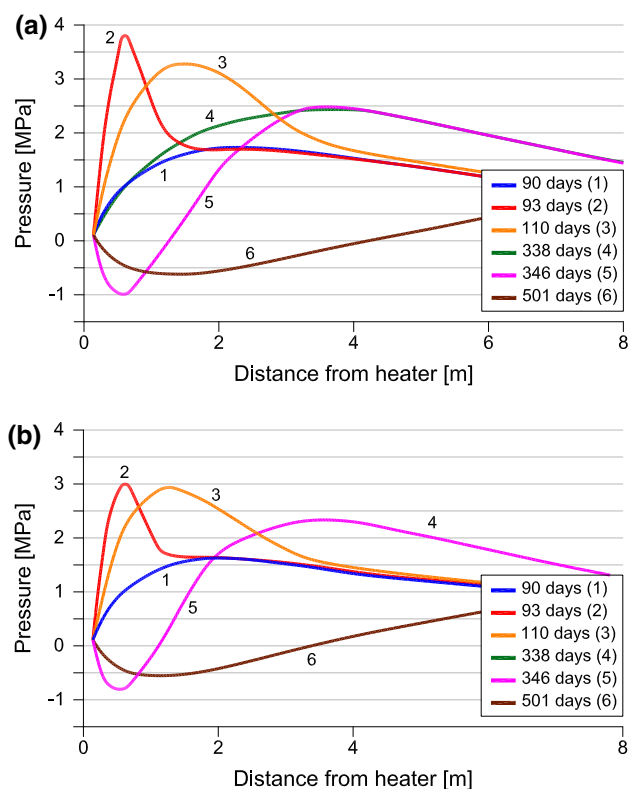 (a)
4
3
2
1
0
-1
Pressure [MPa]
2
3
4
1
5
6
90 days (1)
93 days (2)
110 days (3)
338 days (4)
346 days (5)
501 days (6)
0 2 4 6 8
Distance from heater [m]
(b)
4
3
2
1
0
-1
Pressure [MPa]
2
3
4
1
5
6
90 days (1)
93 days (2)
110 days (3)
338 days (4)
346 days (5)
501 days (6)
0 2 4 6 8
Distance from heater [m]